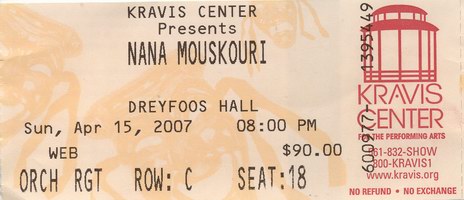 KRAVIS CENTER
Presents
NANA MOUSKOURI
DREYFOOS HALL
Sun, Apr 15, 2007 08:00 PM
WEB $90.00
ORCH RGT ROW: C SEAT:18
1395449
KRAVIS
CENTER
FOR THE PERFORMING ARTS
61-832-SHOW
800-KRAVIS1
www.kravis.org
NO REFUND • NO EXCHANGE